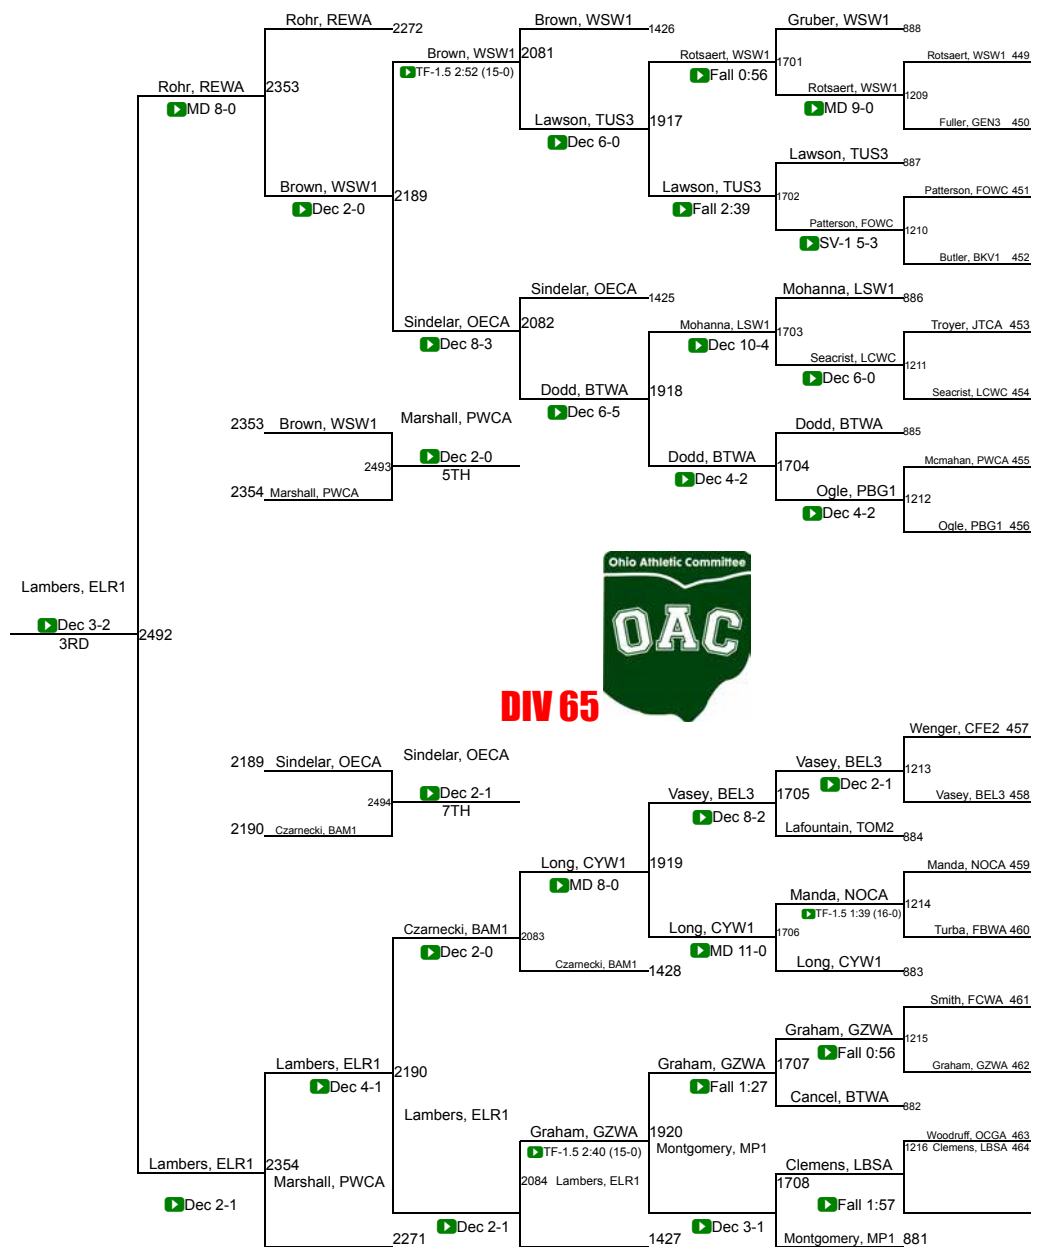 Rohr, REWA
2272
Brown, WSW1
1426
Gruber, WSW1
888
Brown, WSW1
2081
TF-1.5 2:52 (15-0)
Rotsaert, WSW1
1701
Fall 0:56
Rotsaert, WSW1 449
Rohr, REWA
2353
MD 8-0
Rotsaert, WSW1
1209
MD 9-0
Lawson, TUS3
1917
Dec 6-0
Fuller, GEN3 450
Lawson, TUS3
887
Brown, WSW1
2189
Dec 2-0
Lawson, TUS3
1702
Fall 2:39
Patterson, FOWC 451
Patterson, FOWC
1210
SV-1 5-3
Butler, BKV1 452
Sindelar, OECA
1425
Mohanna, LSW1
886
Sindelar, OECA
2082
Dec 8-3
Mohanna, LSW1
1703
Dec 10-4
Troyer, JTCA 453
Seacrist, LCWC
1211
Dec 6-0
Dodd, BTWA
1918
Dec 6-5
Seacrist, LCWC 454
2353 Brown, WSW1
Marshall, PWCA
Dodd, BTWA
885
2493
Dec 2-0
5TH
Dodd, BTWA
1704
Dec 4-2
Mcmahan, PWCA 455
2354 Marshall, PWCA
Ogle, PBG1
1212
Dec 4-2
Ogle, PBG1 456
Ohio Athletic Committee
OAC
Lambers, ELR1
Dec 3-2
2492
3RD
DIV 65
Wenger, CFE2 457
2189 Sindelar, OECA
Sindelar, OECA
Vasey, BEL3
1213
Dec 2-1
2494
Dec 2-1
7TH
Vasey, BEL3
1705
Dec 8-2
Vasey, BEL3 458
2190 Czarnecki, BAM1
Lafountain, TOM2
884
Long, CYW1
1919
MD 8-0
Manda, NOCA 459
Manda, NOCA
1214
TF-1.5 1:39 (16-0)
Czarnecki, BAM1
2083
Dec 2-0
Long, CYW1
1706
MD 11-0
Turba, FBWA 460
Czarnecki, BAM1
1428
Long, CYW1
883
Smith, FCWA 461
Graham, GZWA
1215
Fall 0:56
Lambers, ELR1
2190
Dec 4-1
Graham, GZWA
1707
Fall 1:27
Graham, GZWA 462
Cancel, BTWA
882
Lambers, ELR1
Graham, GZWA
1920
TF-1.5 2:40 (15-0)
Montgomery, MP1
Woodruff, OCGA 463
1216 Clemens, LBSA 464
Lambers, ELR1
2354
Marshall, PWCA
2084 Lambers, ELR1
Clemens, LBSA
1708
Dec 2-1
Fall 1:57
Dec 2-1
Dec 3-1
2271
1427
Montgomery, MP1 881